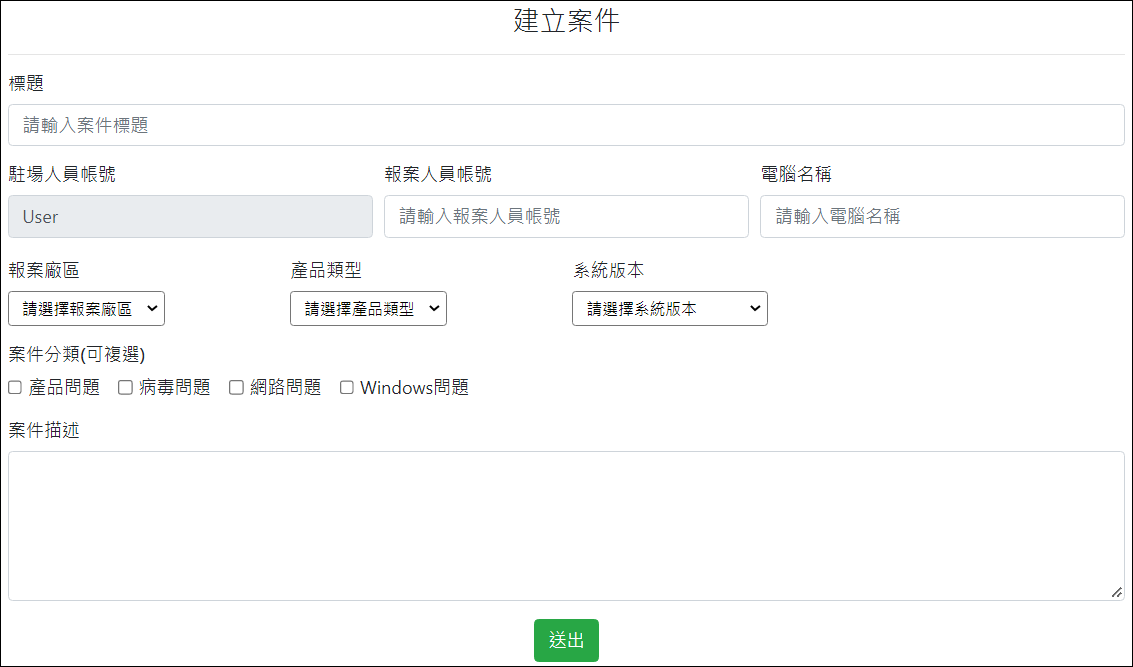 建立案件
標題
請輸入案件標題
駐場人員帳號 報案人員帳號 電腦名稱
User 請輸入報案人員帳號 請輸入電腦名稱
報案廠區 產品類型 系統版本
請選擇報案廠區 請選擇產品類型 請選擇系統版本
案件分類(可複選)
產品問題 病毒問題 網路問題 Windows問題
案件描述
送出